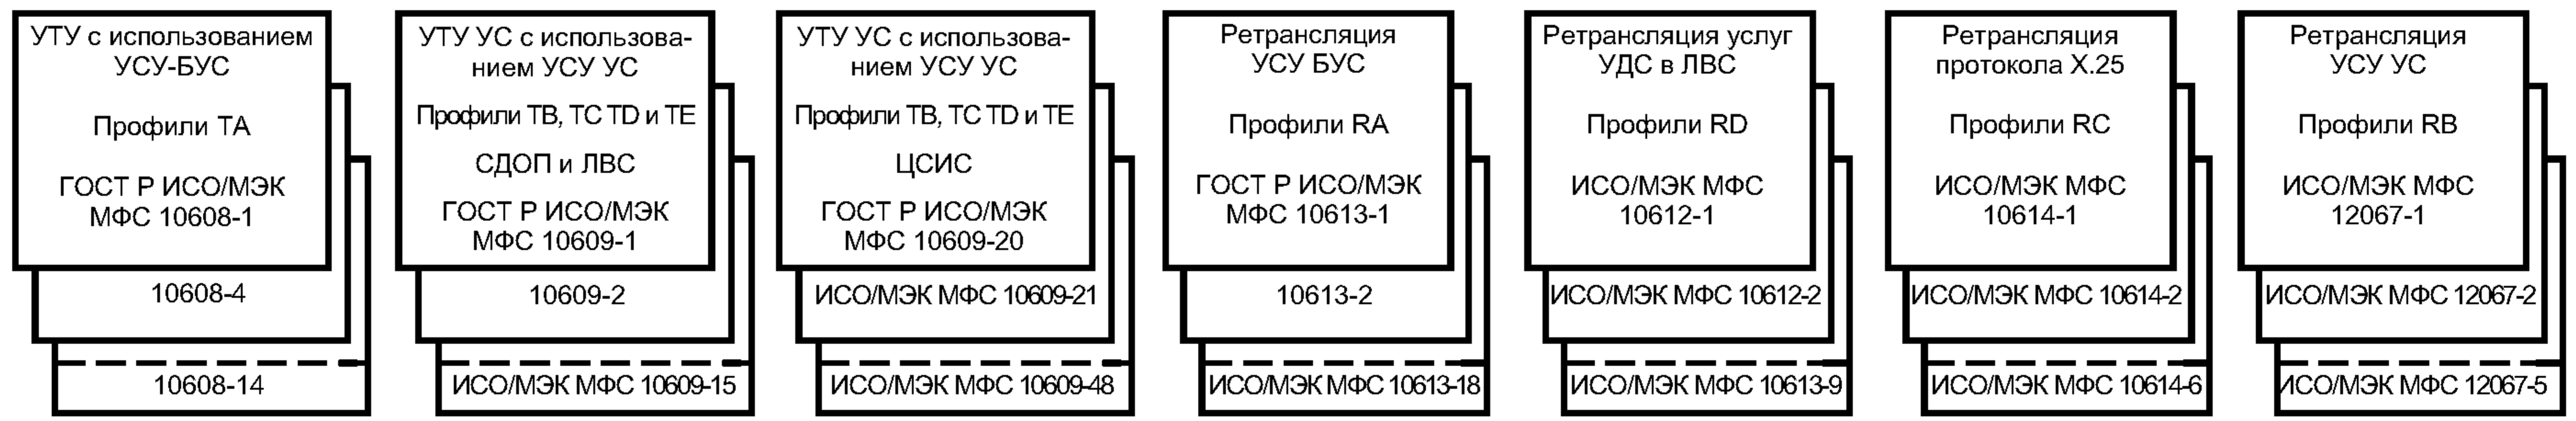 УТУ с использованием
УСУ-БУС
Профили ТА
ГОСТ Р ИСО/МЭК
МФС 10608-1
10608-4
10608-14
УТУ УС с использова-
нием УСУ УС
Профили ТВ, ТС TD и ТЕ
СДОП и ЛВС
ГОСТ Р ИСО/МЭК
МФС 10609-1
10609-2
ИСО/МЭК МФС 10609-15
УТУ УС с использова-
нием УСУ УС
Профили ТВ, ТС TD и ТЕ
ЦСИС
ГОСТ Р ИСО/МЭК
МФС 10609-20
ИСО/МЭК МФС 10609-21
ИСО/МЭК МФС 10609-48
Ретрансляция
УСУ БУС
Профили RA
ГОСТ Р ИСО/МЭК
МФС 10613-1
10613-2
ИСО/МЭК МФС 10613-18
Ретрансляция услуг
УДС в ЛВС
Профили RD
ИСО/МЭК МФС
10612-1
ИСО/МЭК МФС 10612-2
ИСО/МЭК МФС 10613-9
Ретрансляция
протокола X.25
Профили RC
ИСО/МЭК МФС
10614-1
ИСО/МЭК МФС 10614-2
ИСО/МЭК МФС 10614-6
Ретрансляция
УСУ УС
Профили RB
ИСО/МЭК МФС
12067-1
ИСО/МЭК МФС 12067-2
ИСО/МЭК МФС 12067-5